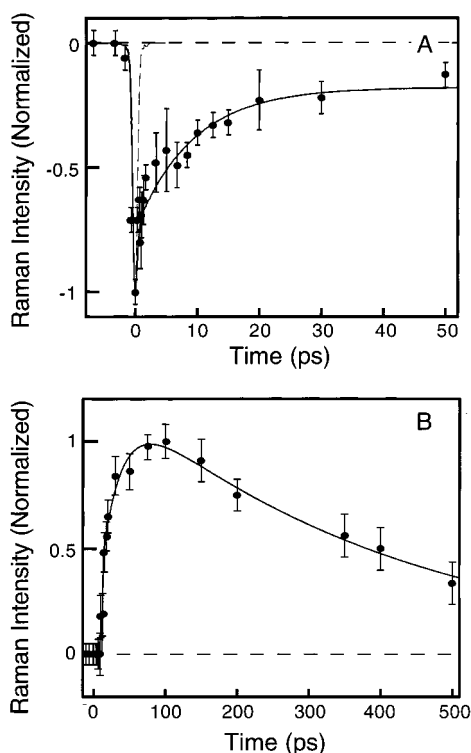 A
Raman Intensity (Normalized)
0
-0.5
-1
0 10 20 30 40 50
Time (ps)
B
Raman Intensity (Normalized)
1
0.5
0
0 100 200 300 400 500
Time (ps)